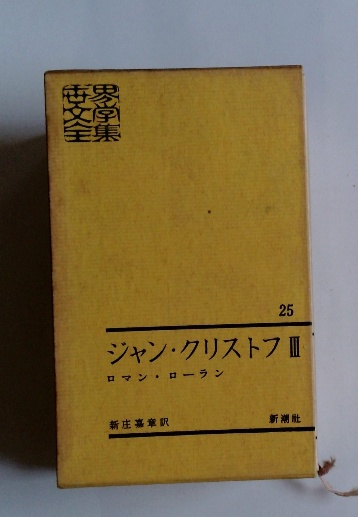 世界
文学
全集
25
ジャン・クリストフ Ⅲ
ロマン・ローラン
新庄嘉章訳 新潮社